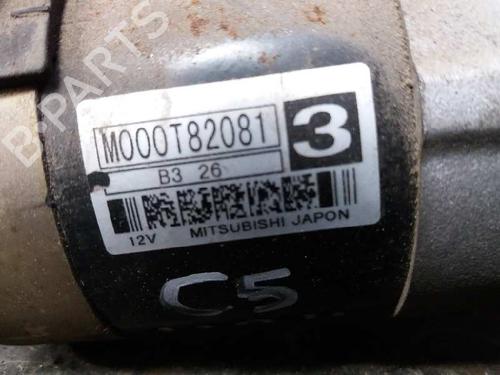 M000T82081
3
B3 26
12V MITSUBISHI JAPON
C5
B-PARTS